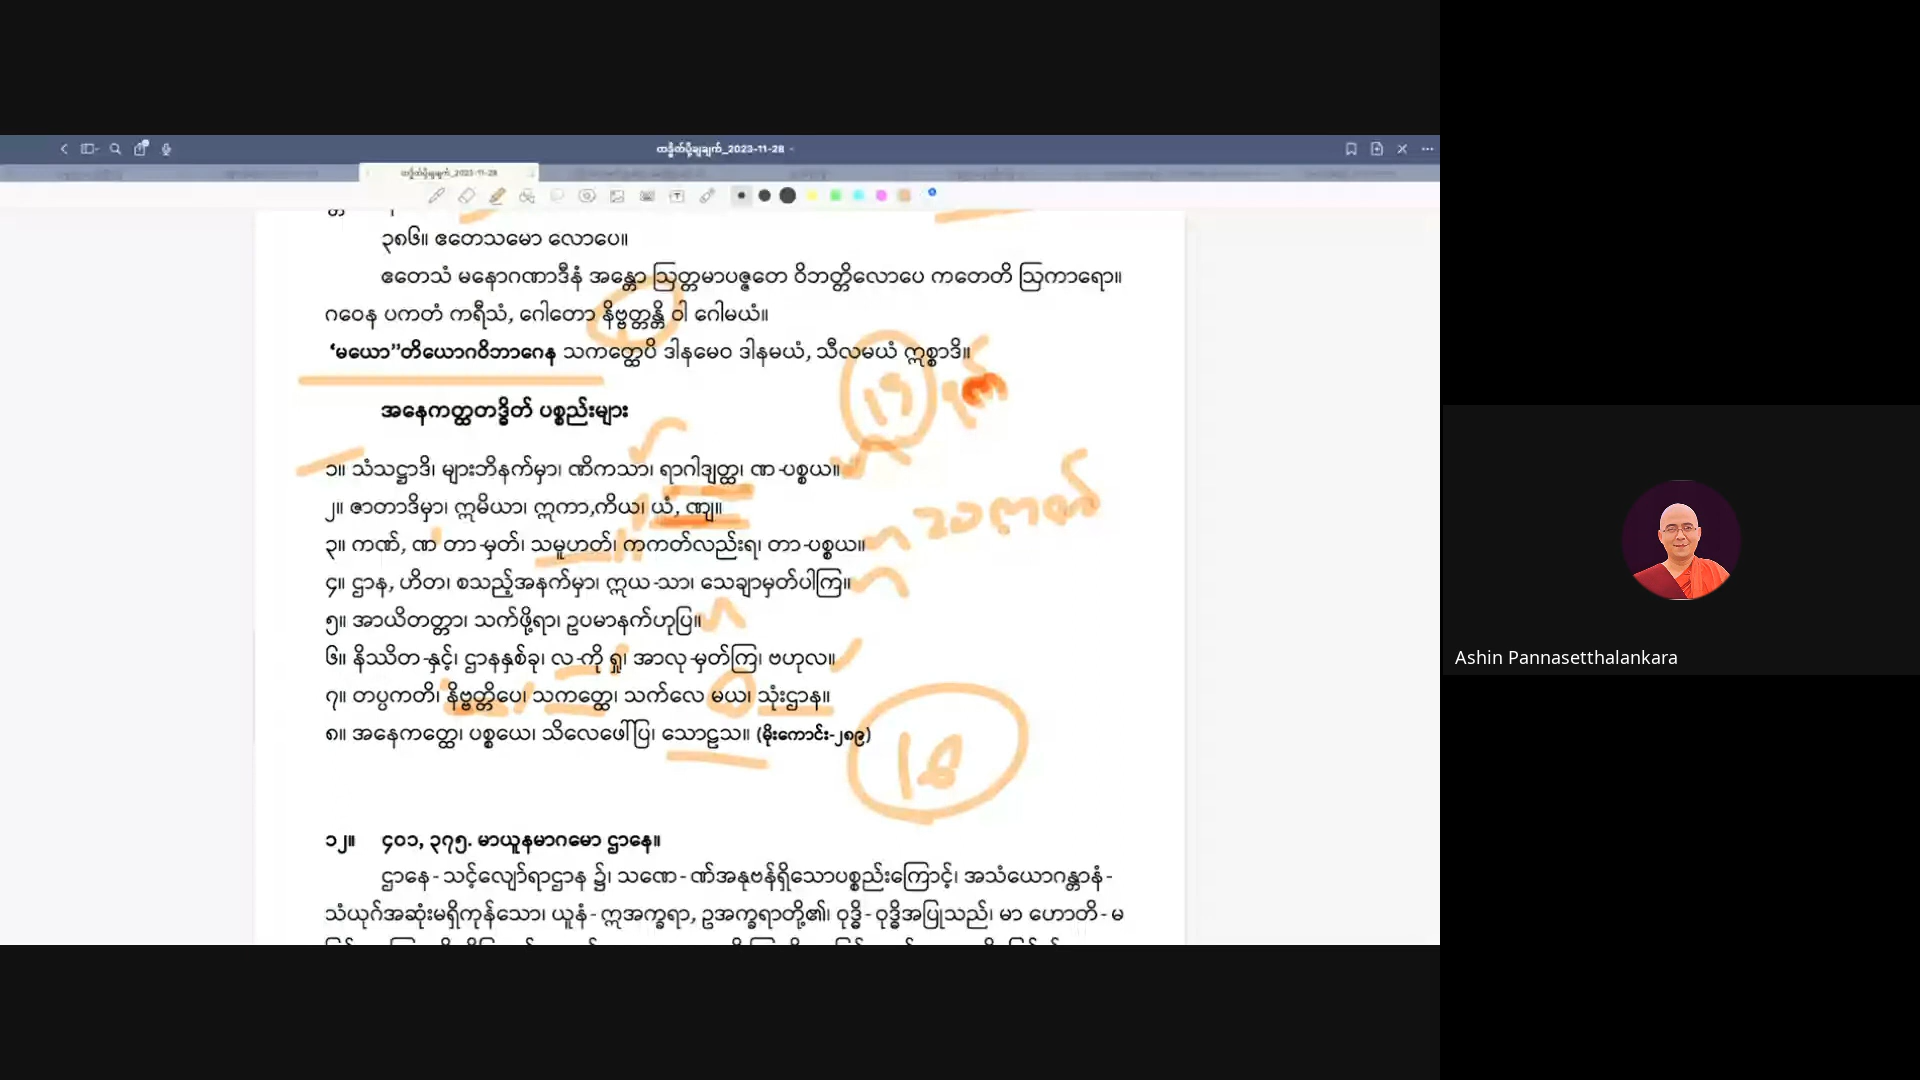 တဒ္ဓိတ်ပို့ချချက်_2023-11-28
တဒ္ဓိတ်ပို့ချချက်_2023-11-28
၃၈၆။ ဧတေသမော လောပေ။
ဧတေသံ မနောဂဏာဒီနံ အန္တော ဩတ္တမာပဇ္ဇတေ ဝိဘတ္တိလောပေ ကတေတိ ဩကာရော။
ဂဝေန ပကတံ ကရီသံ, ဂေါတော နိဗ္ဗတ္တန္တိ ဝါ ဂေါမယံ။
‘မယော’’တိယောဂဝိဘာဂေန သကတ္ထေပိ ဒါနမေဝ ဒါနမယံ, သီလမယံ ဣစ္စာဒိ။
အနေကတ္ထတဒ္ဓိတ် ပစ္စည်းများ
၁။ သံသဋ္ဌာဒိ၊ များဘိနက်မှာ၊ ဏိကသာ၊ ရာဂါဒျတ္ထ၊ ဏ-ပစ္စယ။
၂။ ဇာတာဒိမှာ၊ ဣမိယာ၊ ဣကာ,ကိယ၊ ယံ, ဏျ။
၃။ ကဏ်, ဏ တာ-မှတ်၊ သမူဟတ်၊ ကကတ်လည်းရ၊ တာ-ပစ္စယ။
၄။ ဌာန, ဟိတ၊ စသည့်အနက်မှာ၊ ဣယ-သာ၊ သေချာမှတ်ပါကြ။
၅။ အာယိတတ္တာ၊ သက်ဖို့ရာ၊ ဥပမာနက်ဟုပြ။
၆။ နိဿိတ-နှင့်၊ ဌာနနှစ်ခု၊ လ-ကို ရှု၊ အာလု-မှတ်ကြ၊ ဗဟုလ။
၇။ တပ္ပကတိ၊ နိဗ္ဗတ္တိပေ၊ သကတ္ထေ၊ သက်လေ မယ၊ သုံးဌာန။
၈။ အနေကတ္ထေ၊ ပစ္စယေ၊ သိလေဖေါ်ပြ၊ သောဠသ။ (မိုးကောင်း-၂၈၉)
၁၂။ ၄၀၁, ၃၇၅. မာယူနမာဂမော ဌာနေ။
ဌာနေ-သင့်လျော်ရာဌာန ၌၊ သဏေ-ဏ်အနုဗန်ရှိသောပစ္စည်းကြောင့်၊ အသံယောဂန္တာနံ-
သံယုဂ်အဆုံးမရှိကုန်သော၊ ယူနံ-ဣအက္ခရာ, ဥအက္ခရာတို့၏၊ ဝုဒ္ဓိ-ဝုဒ္ဓိအပြုသည်၊ မာ ဟောတိ-မ
Ashin Pannasetthalankara